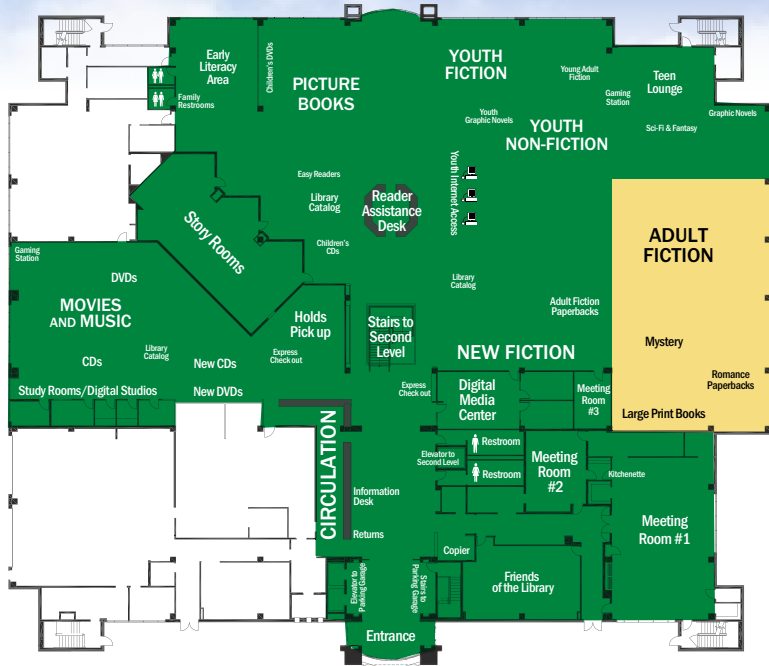 Early
Literacy
Area
Children's DVDs
Family
Restrooms
PICTURE
BOOKS
YOUTH
FICTION
Young Adult
Fiction
Gaming
Station
Teen
Lounge
Graphic Novels
Youth
Graphic Novels
YOUTH
NON-FICTION
Sci-Fi & Fantasy
Easy Readers
Library
Catalog
Reader
Assistance
Desk
Youth Internet Access
Story Rooms
Children's
CDs
ADULT
FICTION
Gaming
Station
DVDs
MOVIES
AND MUSIC
Library
Catalog
CDs
New CDs
Study Rooms/Digital Studios
New DVDs
Holds
Pick up
Express
Check out
Stairs to
Second
Level
Library
Catalog
Adult Fiction
Paperbacks
NEW FICTION
Mystery
Romance
Paperbacks
Large Print Books
Express
Check out
Digital
Media
Center
Meeting
Room
#3
CIRCULATION
Restroom
Elevator to
Second Level
Restroom
Meeting
Room
#2
Kitchenette
Information
Desk
Returns
Meeting
Room #1
Copier
Elevator to
Parking Garage
Stairs to
Parking Garage
Friends
of the Library
Entrance